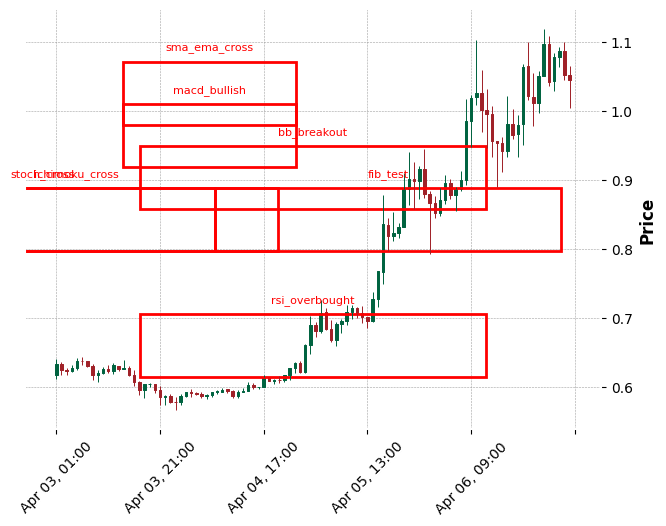 sma_ema_cross
macd_bullish
bb_breakout
fib_test
rsi_overbought
1.1
1.0
0.9
0.8
0.7
0.6
Price
Apr 03, 01:00
Apr 03, 21:00
Apr 04, 17:00
Apr 05, 13:00
Apr 06, 09:00